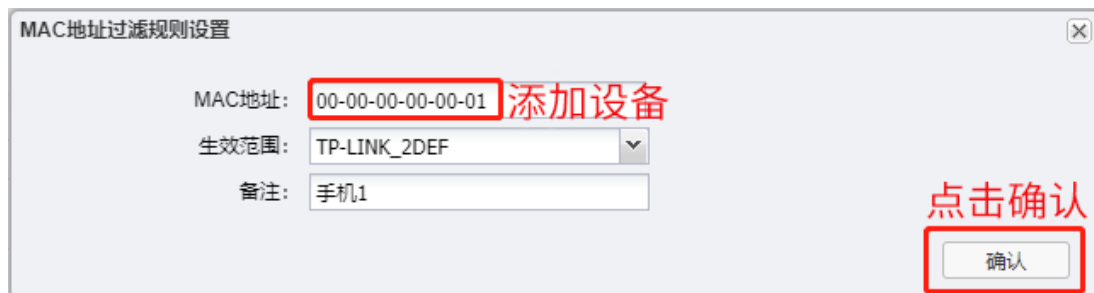 MAC地址过滤规则设置
MAC地址： 00-00-00-00-00-01 添加设备
生效范围： TP-LINK_2DEF
备注： 手机1
点击确认
确认